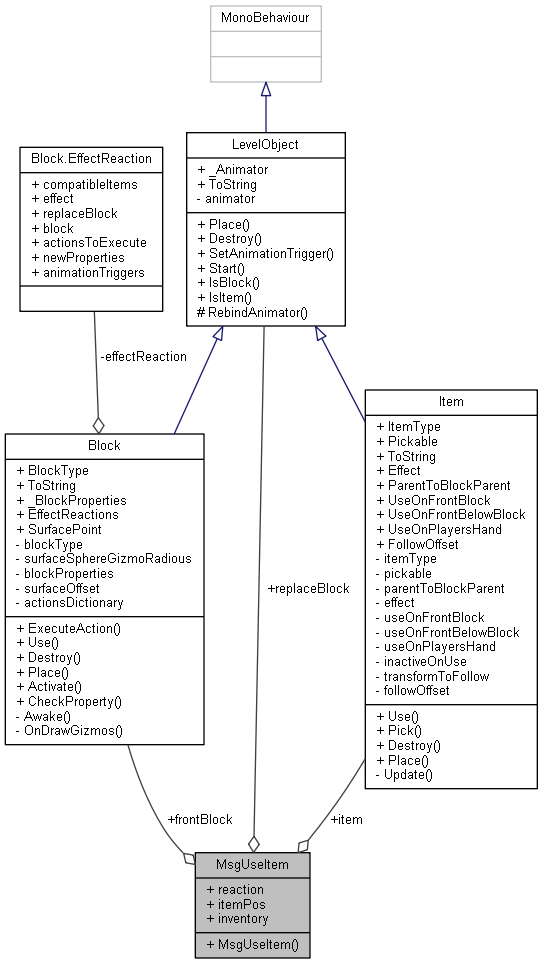 MonoBehaviour
Block.EffectReaction
+ compatibleItems
+ effect
+ replaceBlock
+ block
+ actionsToExecute
+ newProperties
+ animationTriggers
LevelObject
+ _Animator
+ ToString
- animator
+ Place()
+ Destroy()
+ SetAnimationTrigger()
+ Start()
+ IsBlock()
+ IsItem()
# RebindAnimator()
-effectReaction
Block
+ BlockType
+ ToString
+ _BlockProperties
+ EffectReactions
+ SurfacePoint
- blockType
- surfaceSphereGizmoRadious
- blockProperties
- surfaceOffset
- actionsDictionary
+ ExecuteAction()
+ Use()
+ Destroy()
+ Place()
+ Activate()
+ CheckProperty()
- Awake()
- OnDrawGizmos()
+replaceBlock
Item
+ ItemType
+ Pickable
+ ToString
+ Effect
+ ParentToBlockParent
+ UseOnFrontBlock
+ UseOnFrontBelowBlock
+ UseOnPlayersHand
+ FollowOffset
- itemType
- pickable
- parentToBlockParent
- effect
- useOnFrontBlock
- useOnFrontBelowBlock
- useOnPlayersHand
- inactiveOnUse
- transformToFollow
- followOffset
+ Use()
+ Pick()
+ Destroy()
+ Place()
- Update()
+frontBlock
+item
MsgUseItem
+ reaction
+ itemPos
+ inventory
+ MsgUseItem()